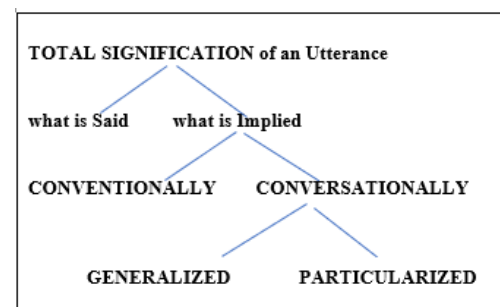 TOTAL SIGNIFICATION of an Utterance
what is Said what is Implied
CONVENTIONALLY CONVERSATIONALLY
GENERALIZED PARTICULARIZED